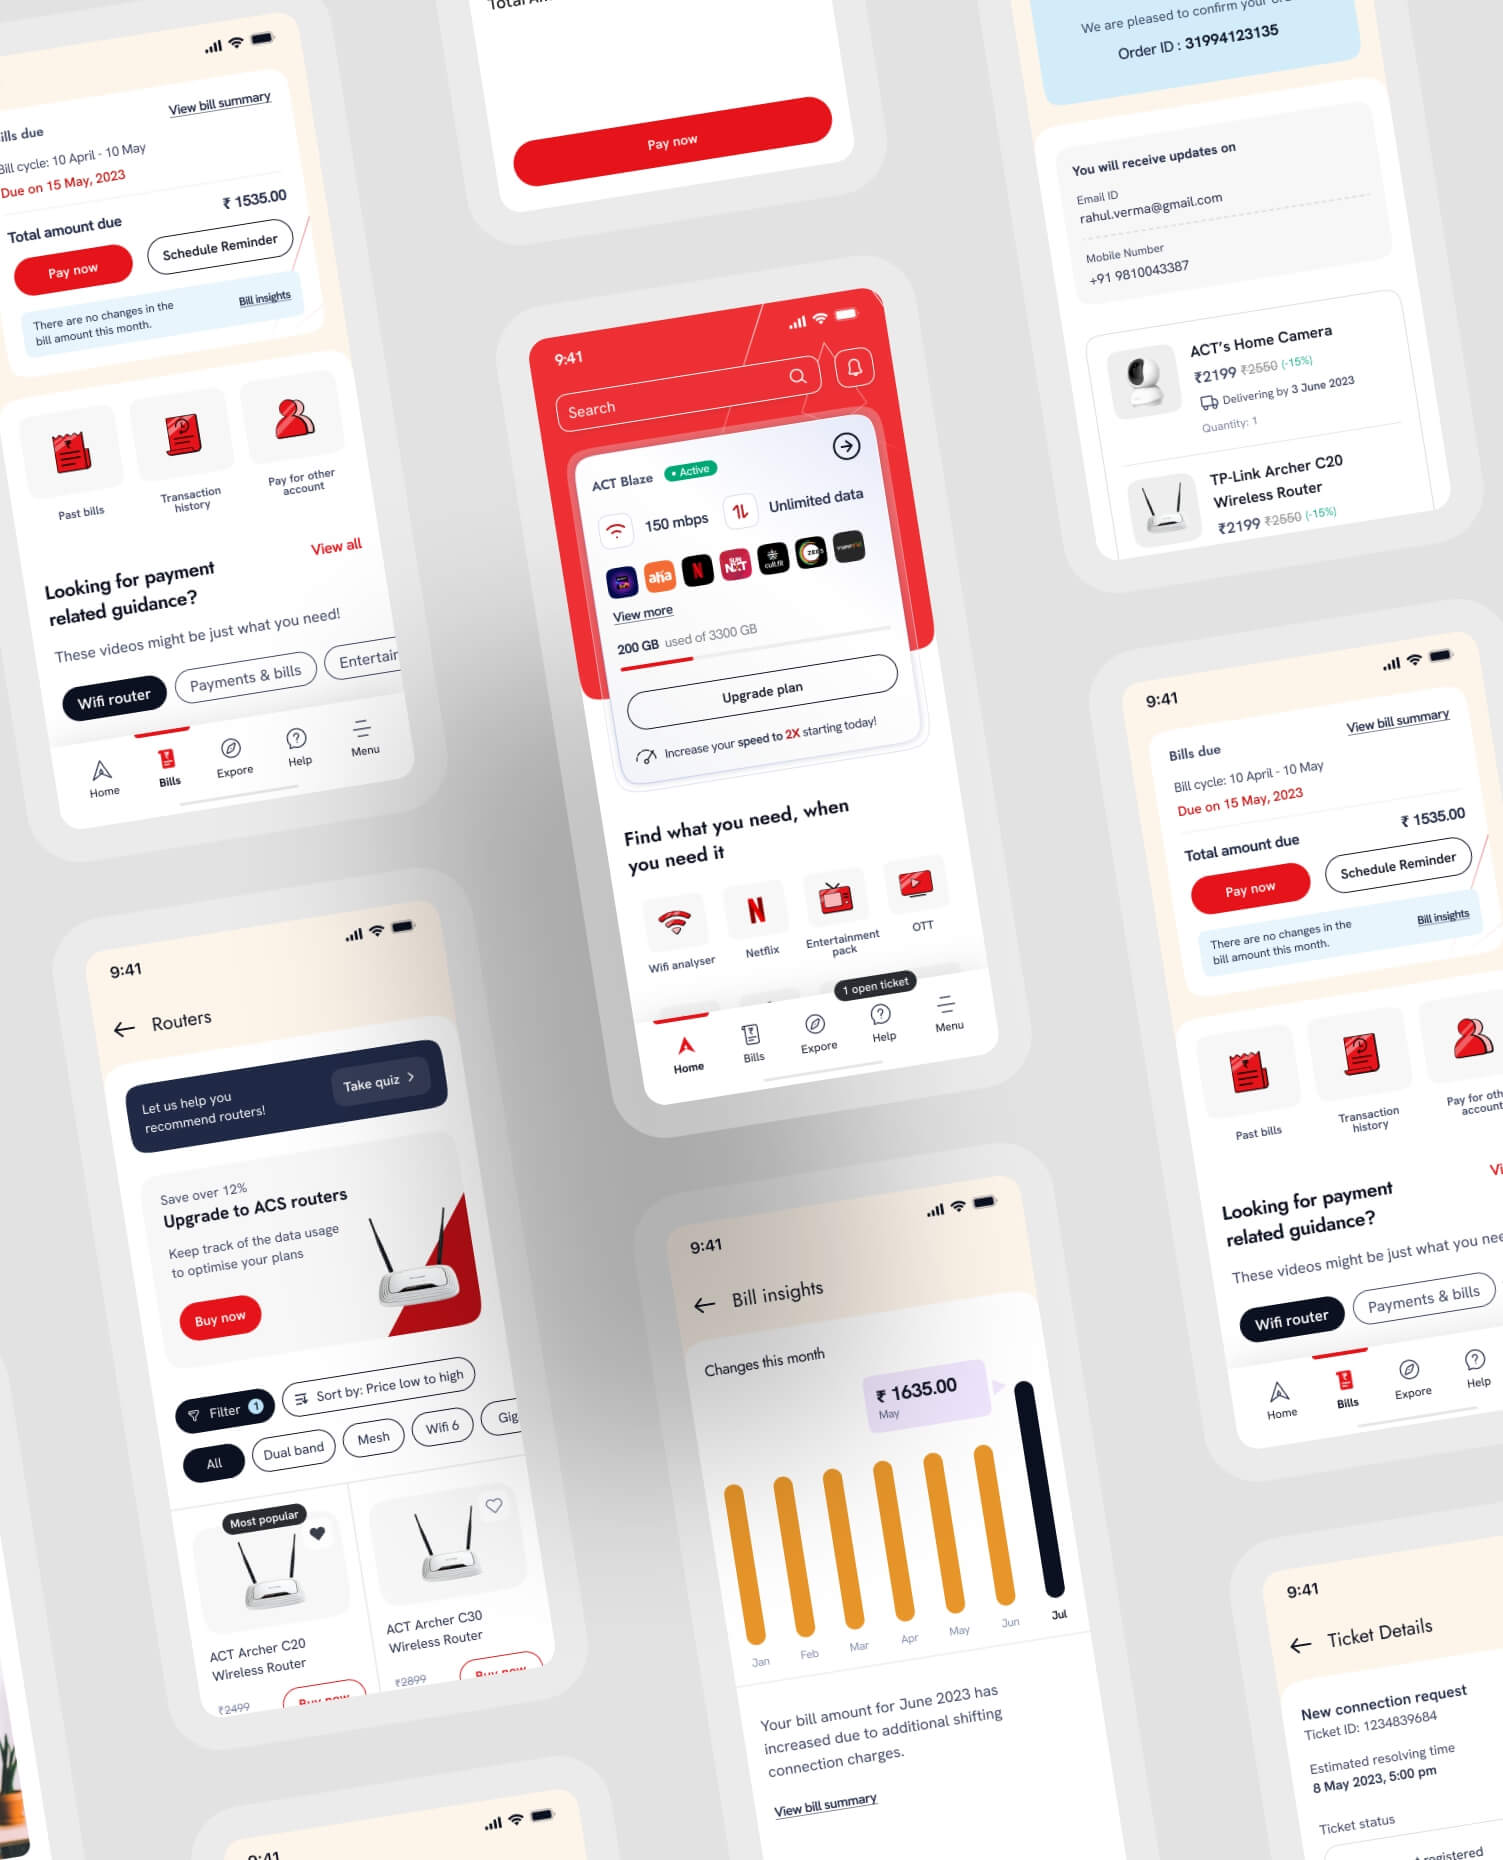 View bill summary
ills due
Bill cycle: 10 April - 10 May
Due on 15 May, 2023
Total amount due
₹ 1535.00
Pay now
Schedule Reminder
There are no changes in the
bill amount this month.
Bill insights
Past bills
Transaction
history
Pay for other
account
Looking for payment
related guidance?
View all
These videos might be just what you need!
Wifi router
Payments & bills
Entertair
Home
Bills
Expore
Help
Menu
Pay now
We are pleased to confirm your
Order ID : 31994123135
You will receive updates on
Email ID
rahul.verma@gmail.com
Mobile Number
+91 9810043387
ACT's Home Camera
₹2199 ₹2550 (-15%)
Delivering by 3 June 2023
Quantity: 1
TP-Link Archer C20
Wireless Router
₹2199 ₹2550 (-15%)
9:41
Search
ACT Blaze
• Active
150 mbps
Unlimited data
aha
N
SUN
NXT
cult.fit
ZEE5
View more
200 GB used of 3300 GB
Upgrade plan
Increase your speed to 2X starting today!
Find what you need, when
you need it
Wifi analyser
N
Netflix
Entertainment
pack
OTT
1 open ticket
Home
Bills
Expore
Help
Menu
9:41
View bill summary
Bills due
Bill cycle: 10 April - 10 May
Due on 15 May, 2023
Total amount due
₹ 1535.00
Pay now
Schedule Reminder
There are no changes in the
bill amount this month.
Bill insights
Past bills
Transaction
history
Pay for oth
account
Looking for payment
related guidance?
Vi
These videos might be just what you nee
Wifi router
Payments & bills
Home
Bills
Expore
Help
9:41
Routers
Let us help you
recommend routers!
Take quiz
Save over 12%
Upgrade to ACS routers
Keep track of the data usage
to optimise your plans
Buy now
Filter 1
Sort by: Price low to high
All
Dual band
Mesh
Wifi 6
Gig
Most popular
ACT Archer C20
Wireless Router
₹2499
Buy now
ACT Archer C30
Wireless Router
₹2899
Buy now
9:41
Bill insights
Changes this month
₹ 1635.00
May
Jan
Feb
Mar
Apr
May
Jun
Jul
Your bill amount for June 2023 has
increased due to additional shifting
connection charges.
View bill summary
9:41
Ticket Details
New connection request
Ticket ID: 1234839684
Estimated resolving time
8 May 2023, 5:00 pm
Ticket status
registered
9:41